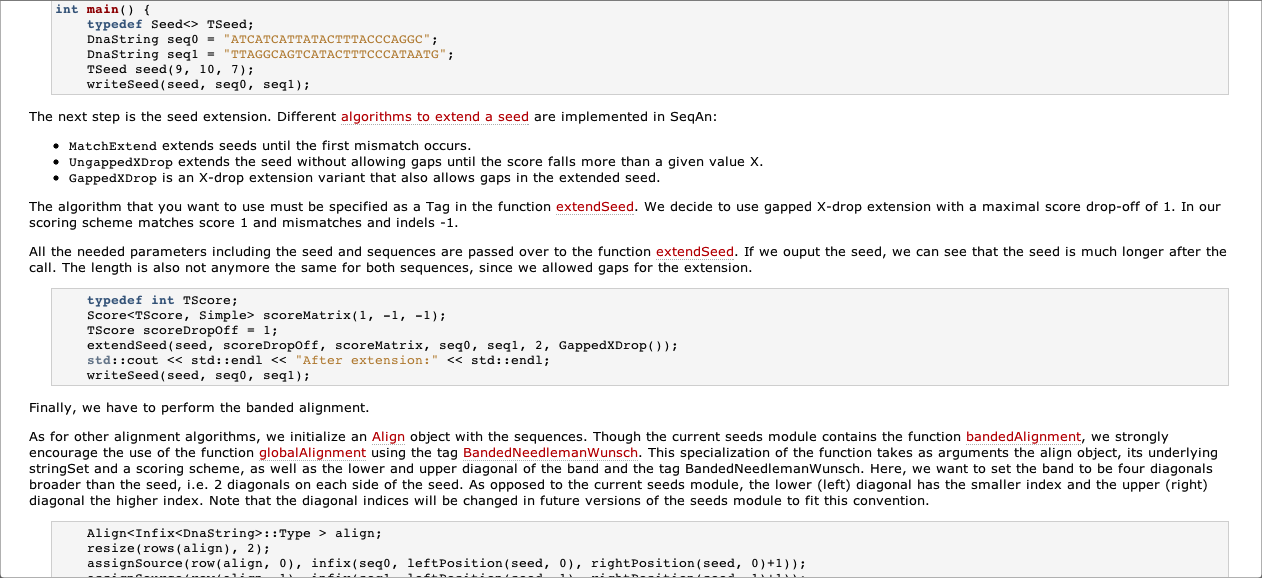 int main() {
typedef Seed<> TSeed;
DnaString seq0 = "ATCATCATTATACTTTACCCAGGC";
DnaString seq1 = "TTAGGCAGTCATACTTTCCCATAATG";
TSeed seed(9, 10, 7);
writeSeed(seed, seq0, seq1);
The next step is the seed extension. Different algorithms to extend a seed are implemented in SeqAn:
• MatchExtend extends seeds until the first mismatch occurs.
• UngappedXDrop extends the seed without allowing gaps until the score falls more than a given value X.
• GappedXDrop is an X-drop extension variant that also allows gaps in the extended seed.
The algorithm that you want to use must be specified as a Tag in the function extendSeed. We decide to use gapped X-drop extension with a maximal score drop-off of 1. In our
scoring scheme matches score 1 and mismatches and indels -1.
All the needed parameters including the seed and sequences are passed over to the function extendSeed. If we ouput the seed, we can see that the seed is much longer after the
call. The length is also not anymore the same for both sequences, since we allowed gaps for the extension.
typedef int TScore;
Score<TScore, Simple> scoreMatrix(1, -1, -1);
TScore scoreDropOff = 1;
extendSeed(seed, scoreDropOff, scoreMatrix, seq0, seq1, 2, GappedXDrop());
std::cout << std::endl << "After extension:" << std::endl;
writeSeed(seed, seq0, seq1);
Finally, we have to perform the banded alignment.
As for other alignment algorithms, we initialize an Align object with the sequences. Though the current seeds module contains the function bandedAlignment, we strongly
encourage the use of the function globalAlignment using the tag BandedNeedlemanWunsch. This specialization of the function takes as arguments the align object, its underlying
stringSet and a scoring scheme, as well as the lower and upper diagonal of the band and the tag BandedNeedlemanWunsch. Here, we want to set the band to be four diagonals
broader than the seed, i.e. 2 diagonals on each side of the seed. As opposed to the current seeds module, the lower (left) diagonal has the smaller index and the upper (right)
diagonal the higher index. Note that the diagonal indices will be changed in future versions of the seeds module to fit this convention.
Align<Infix<DnaString>::Type > align;
resize(rows(align), 2);
assignSource(row(align, 0), infix(seq0, leftPosition(seed, 0), rightPosition(seed, 0)+1));